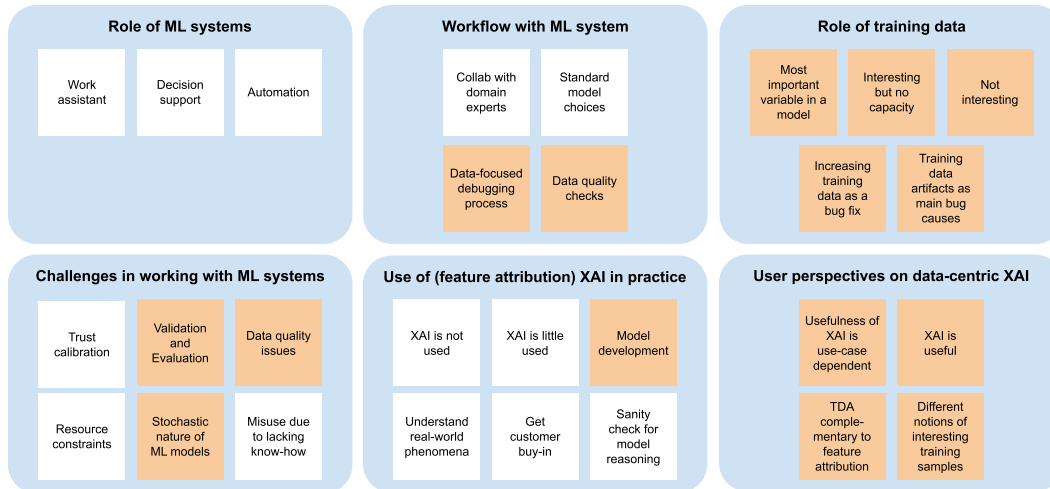 Role of ML systems
Work
assistant
Decision
support
Automation
Workflow with ML system
Collab with
domain
experts
Standard
model
choices
Data-focused
debugging
process
Data quality
checks
Role of training data
Most
important
variable in a
model
Interesting
but no
capacity
Not
interesting
Increasing
training
data as a
bug fix
Training
data
artifacts as
main bug
causes
Challenges in working with ML systems
Trust
calibration
Validation
and
Evaluation
Data quality
issues
Resource
constraints
Stochastic
nature of
ML models
Misuse due
to lacking
know-how
Use of (feature attribution) XAI in practice
XAI is not
used
XAI is little
used
Model
development
Understand
real-world
phenomena
Get
customer
buy-in
Sanity
check for
model
reasoning
User perspectives on data-centric XAI
Usefulness of
XAI is
use-case
dependent
XAI is
useful
TDA
comple-
mentary to
feature
attribution
Different
notions of
interesting
training
samples